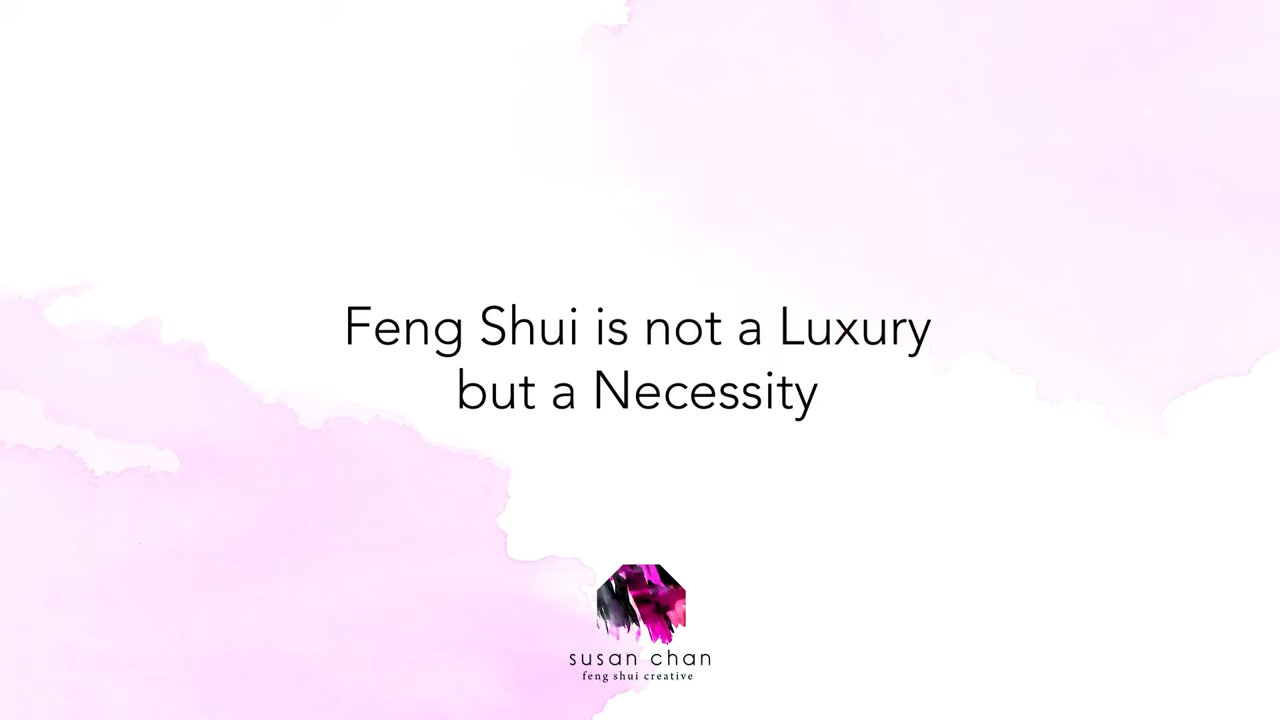 Feng Shui is not a Luxury
but a Necessity
susan chan
feng shui creative